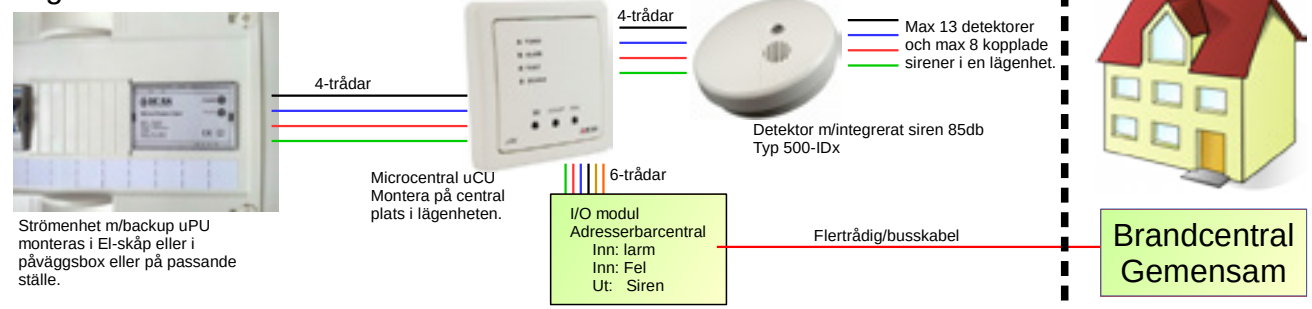 4-trådar
Max 13 detektorer
och max 8 kopplade
sirener i en lägenhet.
4-trådar
Detektor m/integrerat siren 85db
Typ 500-IDx
Microcentral uCU
Montera på central
plats i lägenheten.
6-trådar
Strömenhet m/backup uPU
monteras i El-skåp eller i
påväggsbox eller på passande
ställe.
I/O modul
Adresserbarcentral
Inn: larm
Inn: Fel
Ut: Siren
Flertrådig/busskabel
Brandcentral
Gemensam